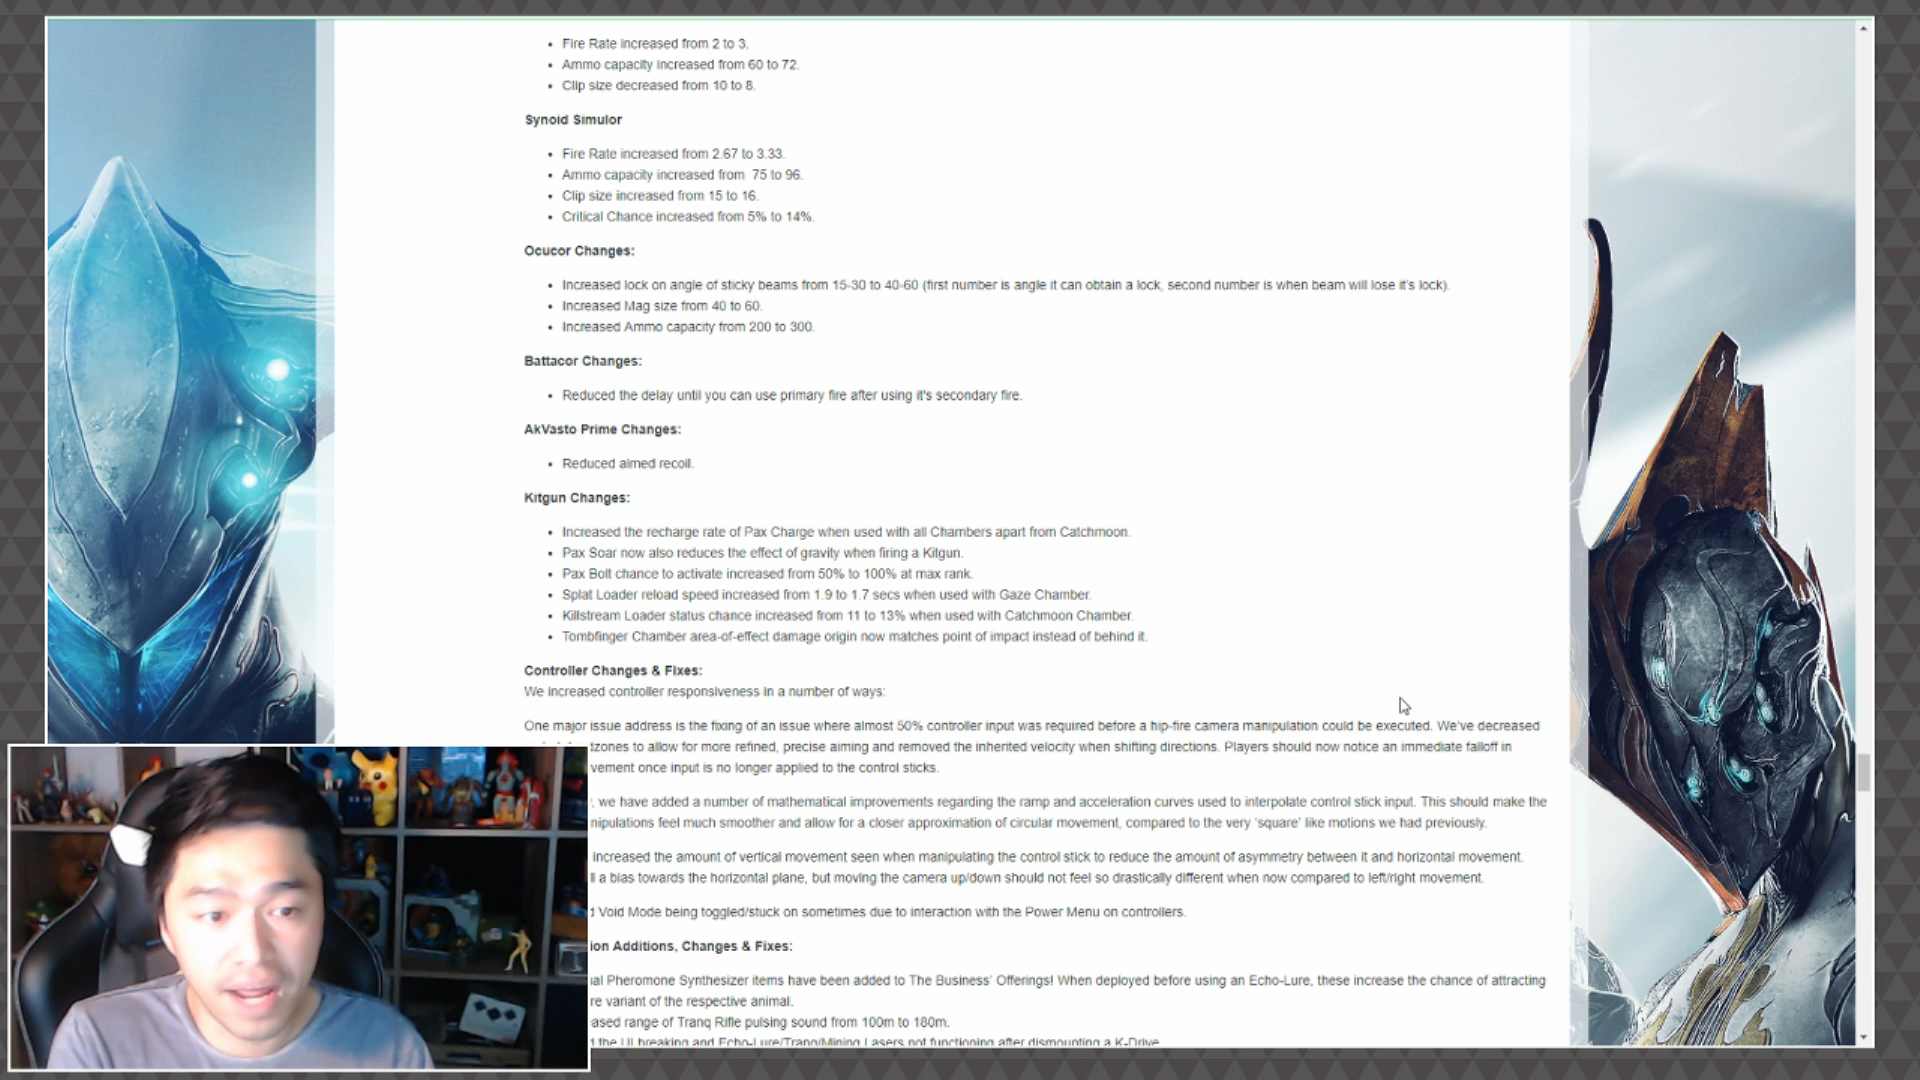 Fire Rate increased from 2 to 3.
Ammo capacity increased from 60 to 72.
Clip size decreased from 10 to 8.
Synoid Simulor
Fire Rate increased from 2.67 to 3.33.
Ammo capacity increased from 75 to 96.
Clip size increased from 15 to 16.
Critical Chance increased from 5% to 14%.
Ocucor Changes:
Increased lock on angle of sticky beams from 15-30 to 40-60 (first number is angle it can obtain a lock, second number is when beam will lose it's lock).
Increased Mag size from 40 to 60.
Increased Ammo capacity from 200 to 300.
Battacor Changes:
Reduced the delay until you can use primary fire after using it's secondary fire.
AkVasto Prime Changes:
Reduced aimed recoil.
Kitgun Changes:
Increased the recharge rate of Pax Charge when used with all Chambers apart from Catchmoon.
Pax Soar now also reduces the effect of gravity when firing a Kitgun.
Pax Bolt chance to activate increased from 50% to 100% at max rank.
Splat Loader reload speed increased from 1.9 to 1.7 secs when used with Gaze Chamber.
Killstream Loader status chance increased from 11 to 13% when used with Catchmoon Chamber.
Tombfinger Chamber area-of-effect damage origin now matches point of impact instead of behind it.
Controller Changes & Fixes:
We increased controller responsiveness in a number of ways:
One major issue address is the fixing of an issue where almost 50% controller input was required before a hip-fire camera manipulation could be executed. We've decreased
zones to allow for more refined, precise aiming and removed the inherited velocity when shifting directions. Players should now notice an immediate falloff in
vement once input is no longer applied to the control sticks.
, we have added a number of mathematical improvements regarding the ramp and acceleration curves used to interpolate control stick input. This should make the
nipulations feel much smoother and allow for a closer approximation of circular movement, compared to the very 'square' like motions we had previously.
increased the amount of vertical movement seen when manipulating the control stick to reduce the amount of asymmetry between it and horizontal movement.
ll a bias towards the horizontal plane, but moving the camera up/down should not feel so drastically different when now compared to left/right movement.
d Void Mode being toggled/stuck on sometimes due to interaction with the Power Menu on controllers.
ion Additions, Changes & Fixes:
al Pheromone Synthesizer items have been added to The Business' Offerings! When deployed before using an Echo-Lure, these increase the chance of attracting
re variant of the respective animal.
ased range of Tranq Rifle pulsing sound from 100m to 180m.
the UI breaking and Echo-Lure/Tranq/Mining Lasers not functioning after dismounting a K-Drive